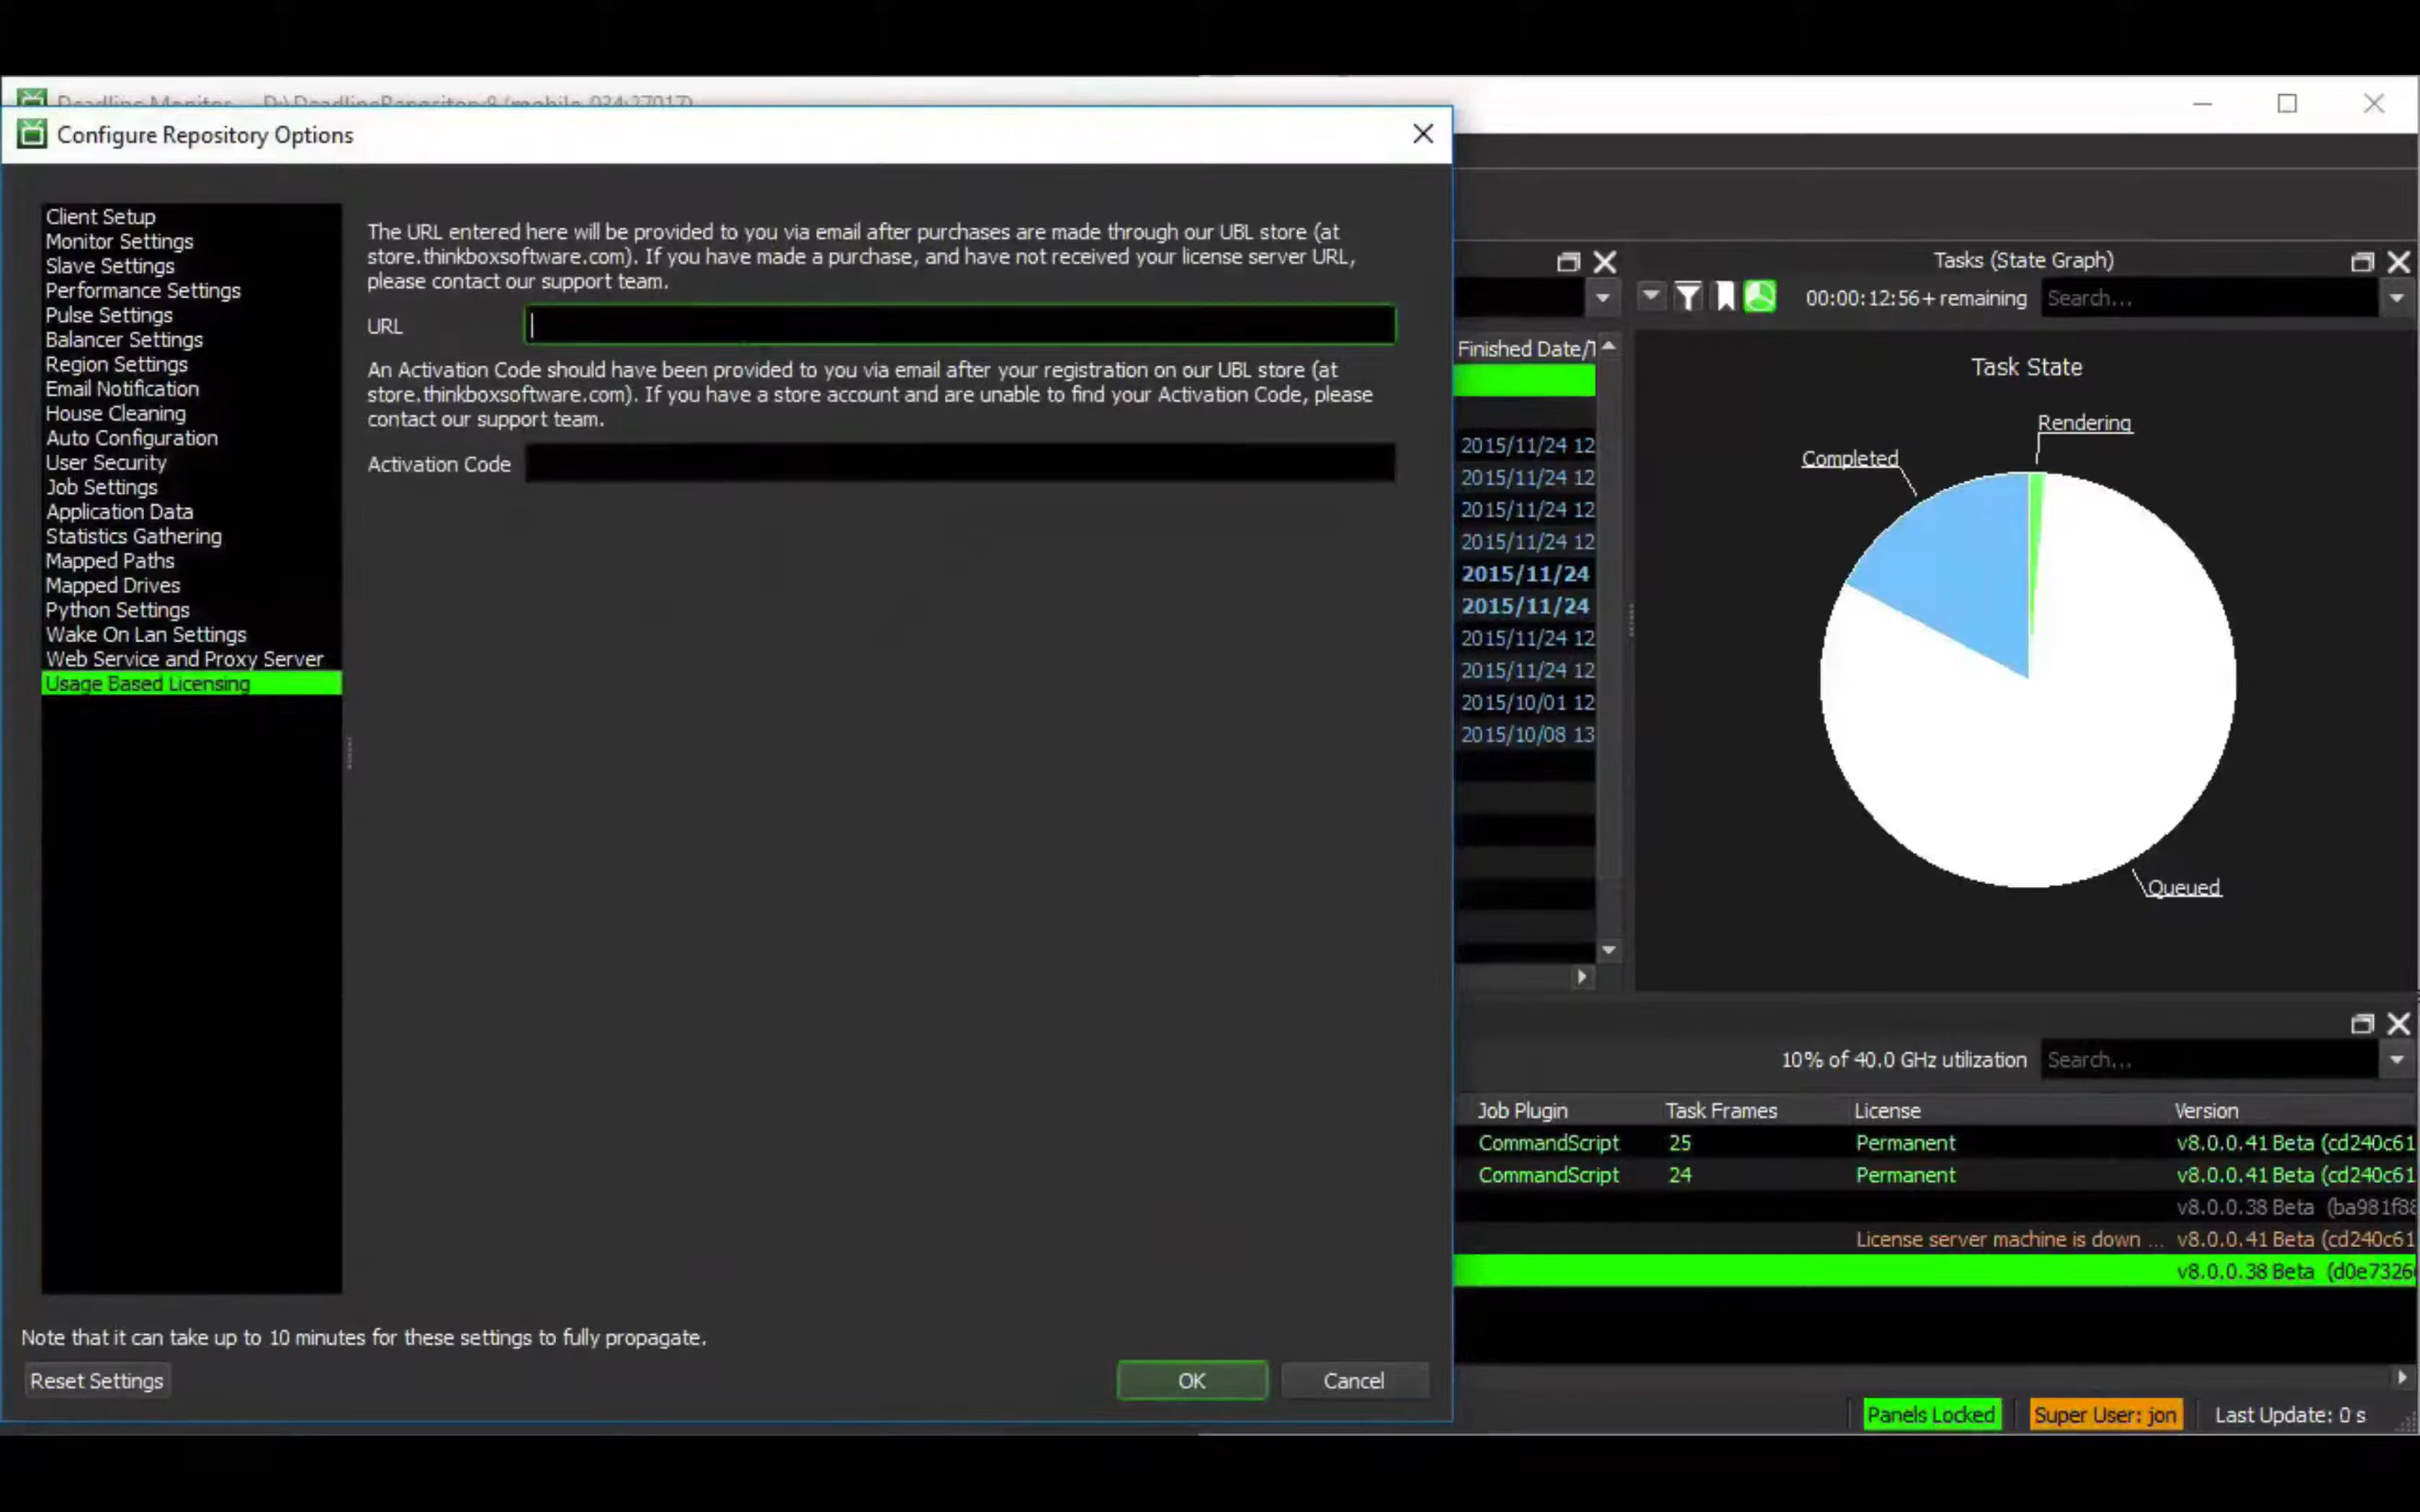 Deadline Monitor - D:\DeadlineRepository8 (mobile-034:27017)
Configure Repository Options
Client Setup
Monitor Settings
Slave Settings
Performance Settings
Pulse Settings
Balancer Settings
Region Settings
Email Notification
House Cleaning
Auto Configuration
User Security
Job Settings
Application Data
Statistics Gathering
Mapped Paths
Mapped Drives
Python Settings
Wake On Lan Settings
Web Service and Proxy Server
Usage Based Licensing
The URL entered here will be provided to you via email after purchases are made through our UBL store (at
store.thinkboxsoftware.com). If you have made a purchase, and have not received your license server URL,
please contact our support team.
URL
An Activation Code should have been provided to you via email after your registration on our UBL store (at
store.thinkboxsoftware.com). If you have a store account and are unable to find your Activation Code, please
contact our support team.
Activation Code
Note that it can take up to 10 minutes for these settings to fully propagate.
Reset Settings
OK
Cancel
Finished Date/T
2015/11/24 12
2015/11/24 12
2015/11/24 12
2015/11/24 12
2015/11/24
2015/11/24
2015/11/24 12
2015/11/24 12
2015/10/01 12
2015/10/08 13
Tasks (State Graph)
00:00:12:56+ remaining
Search...
Task State
Rendering
Completed
Queued
10% of 40.0 GHz utilization
Search...
Job Plugin Task Frames License Version
CommandScript 25 Permanent v8.0.0.41 Beta (cd240c61
CommandScript 24 Permanent v8.0.0.41 Beta (cd240c61
v8.0.0.38 Beta (ba981f88
License server machine is down ... v8.0.0.41 Beta (cd240c61
v8.0.0.38 Beta (d0e7326
Panels Locked
Super User: jon
Last Update: 0 s